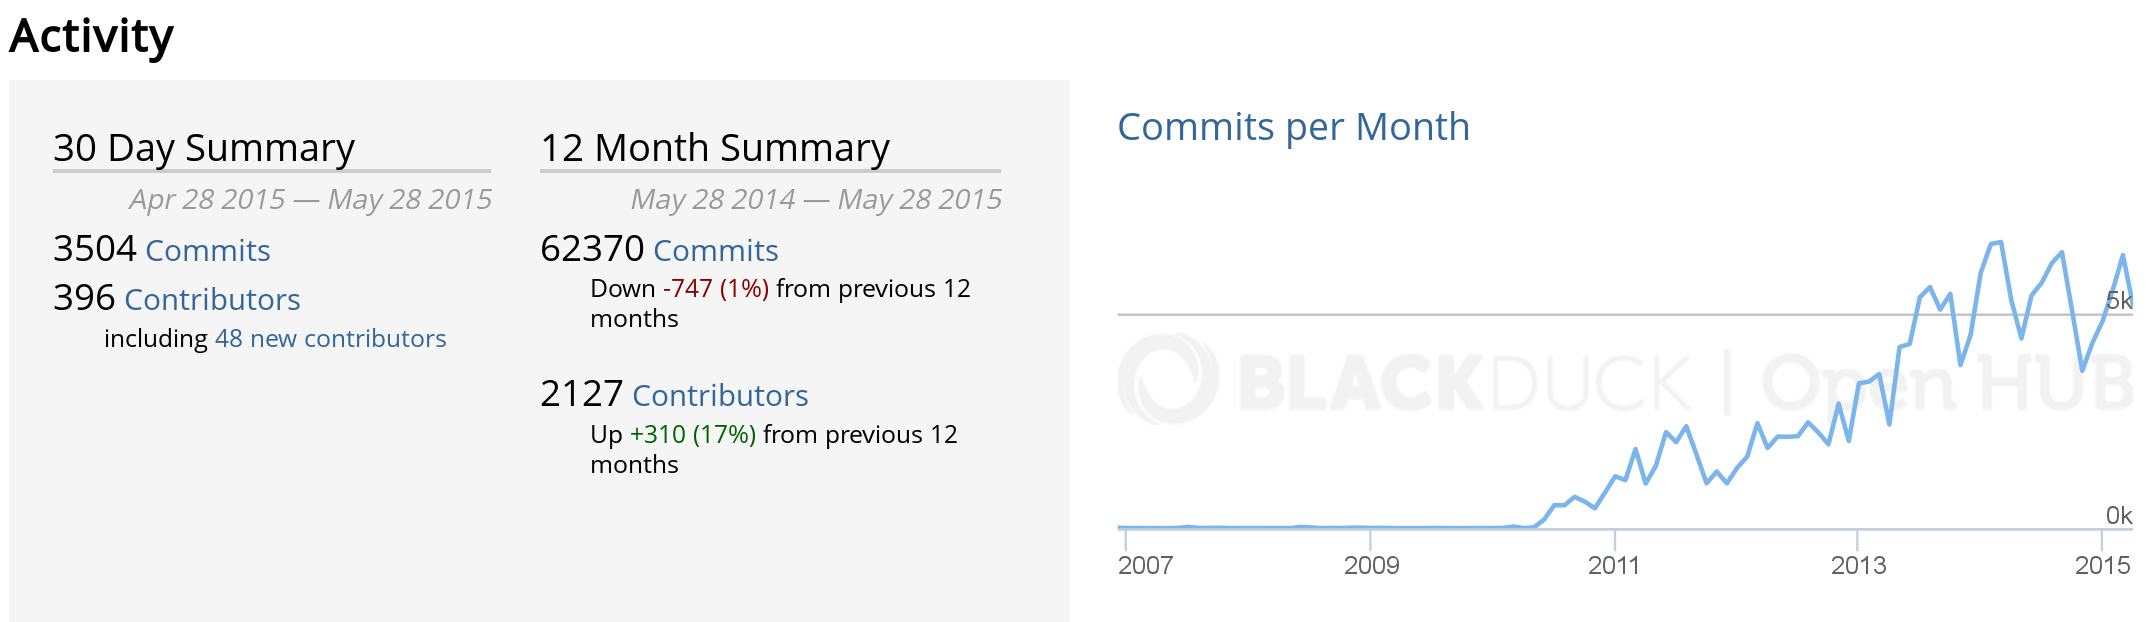 Activity
30 Day Summary
Apr 28 2015 — May 28 2015
3504 Commits
396 Contributors
including 48 new contributors
12 Month Summary
May 28 2014 — May 28 2015
62370 Commits
Down -747 (1%) from previous 12
months
2127 Contributors
Up +310 (17%) from previous 12
months
Commits per Month
5k
BLACKDUCK | Open HUB
0k
2007 2009 2011 2013 2015